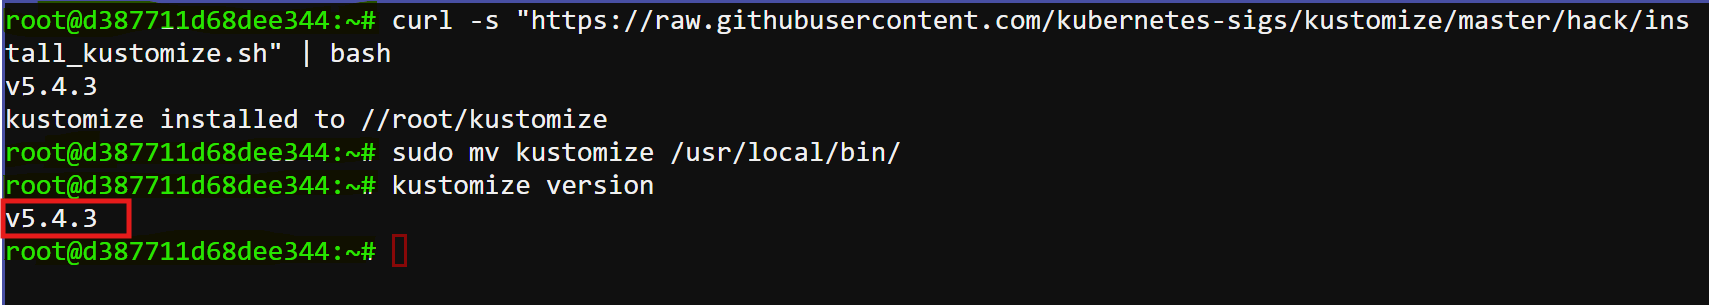 root@d387711d68dee344:~# curl -s "https://raw.githubusercontent.com/kubernetes-sigs/kustomize/master/hack/ins
tall_kustomize.sh" | bash
v5.4.3
kustomize installed to //root/kustomize
root@d387711d68dee344:~# sudo mv kustomize /usr/local/bin/
root@d387711d68dee344:~# kustomize version
v5.4.3
root@d387711d68dee344:~#